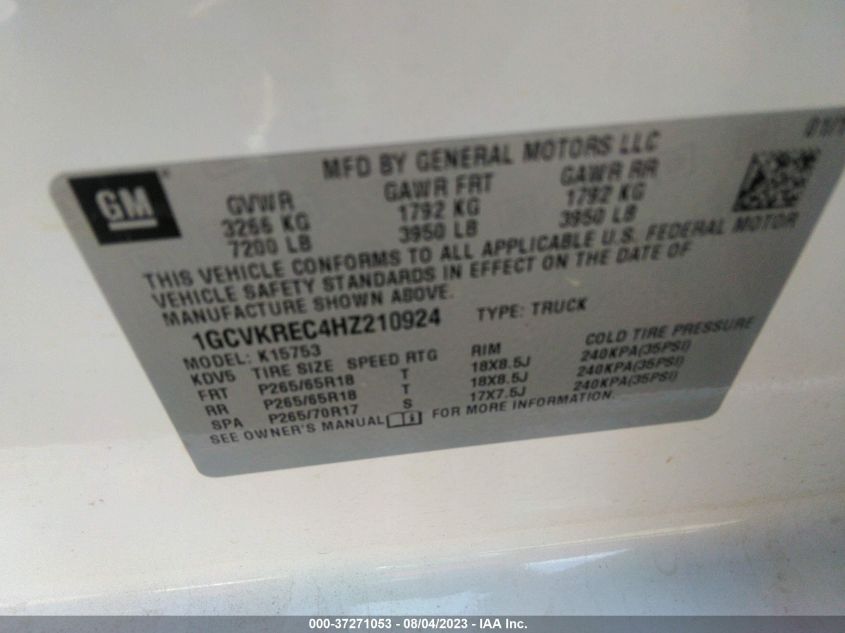 GM
MFD BY GENERAL MOTORS LLC
GVWR GAWR FRT GAWR RR
3266 KG 1792 KG 1792 KG
7200 LB 3950 LB 3950 LB
THIS VEHICLE CONFORMS TO ALL APPLICABLE U.S. FEDERAL MOTOR
VEHICLE SAFETY STANDARDS IN EFFECT ON THE DATE OF
MANUFACTURE SHOWN ABOVE.
1GCVKREC4HZ210924 TYPE: TRUCK
MODEL: K15753
KDV5 TIRE SIZE SPEED RTG RIM COLD TIRE PRESSURE
FRT P265/65R18 T 18X8.5J 240KPA(35PSI)
RR P265/65R18 T 18X8.5J 240KPA(35PSI)
SPA P265/70R17 S 17X7.5J 240KPA(35PSI)
SEE OWNER'S MANUAL FOR MORE INFORMATION.
000-37271053 - 08/04/2023 - IAA Inc.